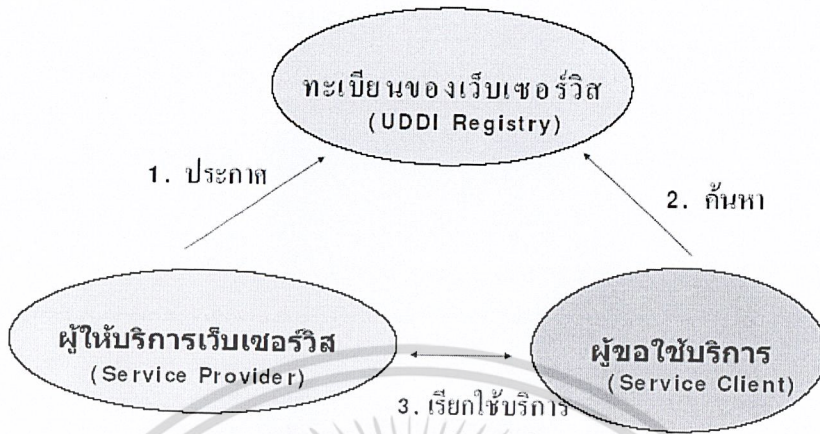 ทะเบียนของเว็บเซอร์วิส
(UDDI Registry)
1. ประกาศ
2. ค้นหา
ผู้ให้บริการเว็บเซอร์วิส
(Service Provider)
ผู้ขอใช้บริการ
(Service Client)
3. เรียกใช้บริการ